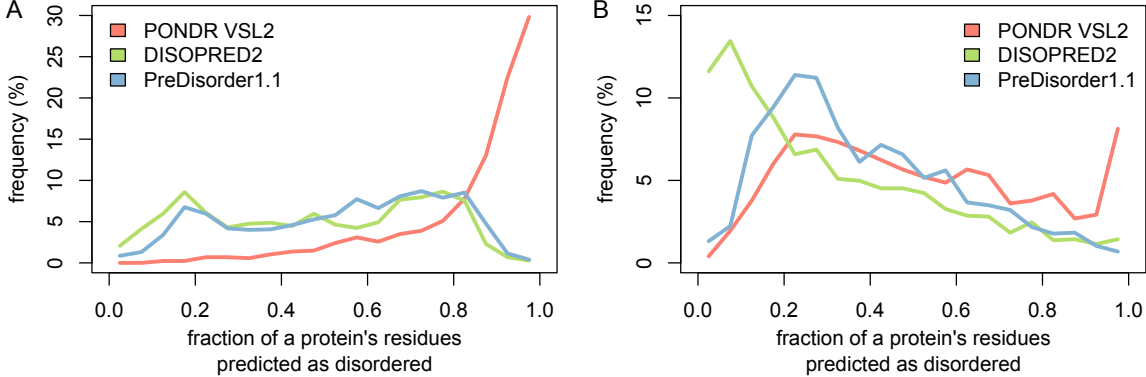 A
PONDR VSL2
DISOPRED2
PreDisorder1.1
frequency (%)
0
5
10
15
20
25
30
0.0 0.2 0.4 0.6 0.8 1.0
fraction of a protein's residues
predicted as disordered
B
PONDR VSL2
DISOPRED2
PreDisorder1.1
frequency (%)
0
5
10
15
0.0 0.2 0.4 0.6 0.8 1.0
fraction of a protein's residues
predicted as disordered